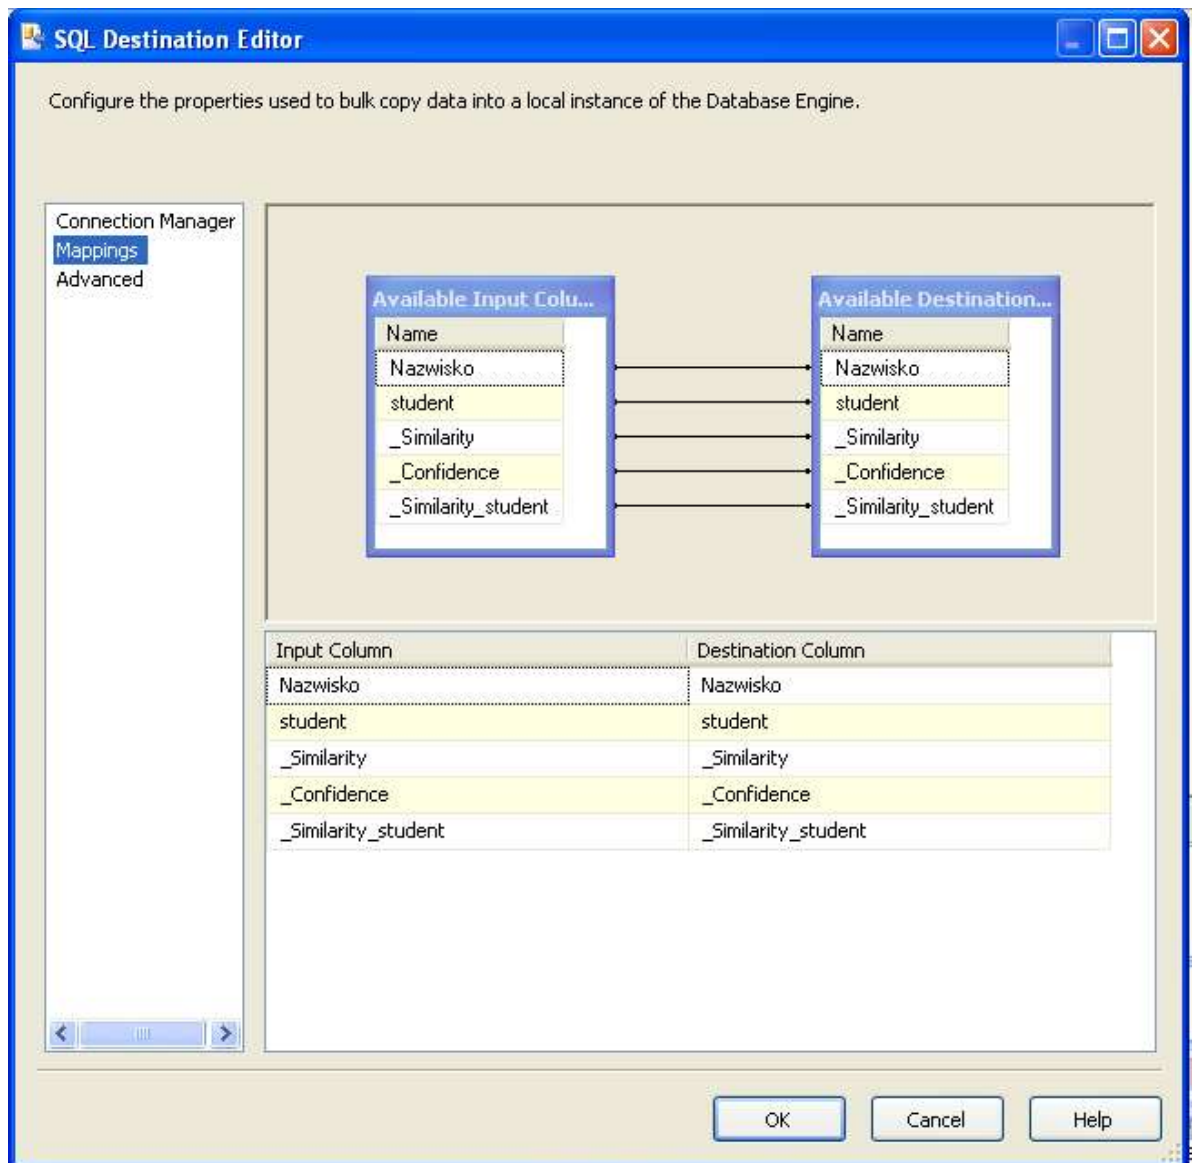 SQL Destination Editor
Configure the properties used to bulk copy data into a local instance of the Database Engine.
Connection Manager
Mappings
Advanced
Available Input Colu...
Name
Nazwisko
student
_Similarity
_Confidence
_Similarity_student
Available Destination...
Name
Nazwisko
student
_Similarity
_Confidence
_Similarity_student
Input Column Destination Column
Nazwisko Nazwisko
student student
_Similarity _Similarity
_Confidence _Confidence
_Similarity_student _Similarity_student
OK Cancel Help